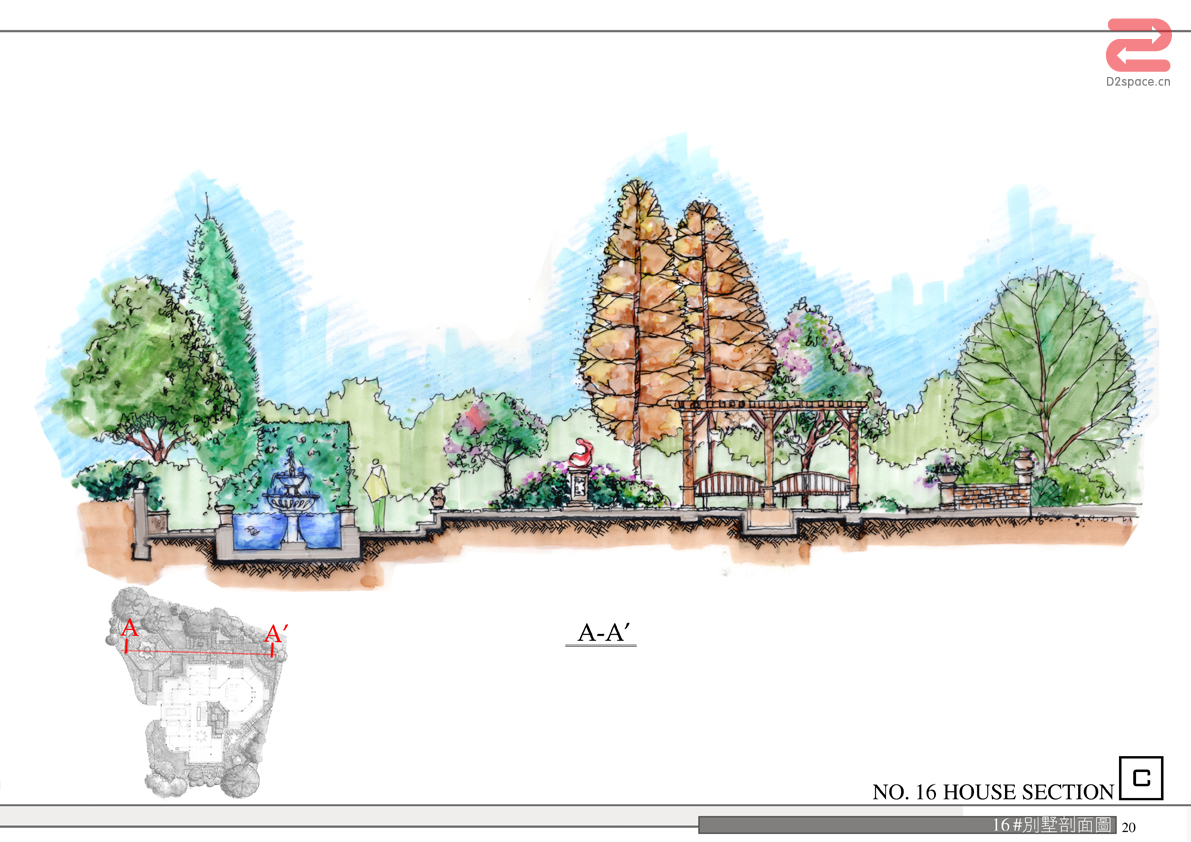 D2space.cn
A
A′
A-A′
NO. 16 HOUSE SECTION
C
16#別墅剖面圖
20